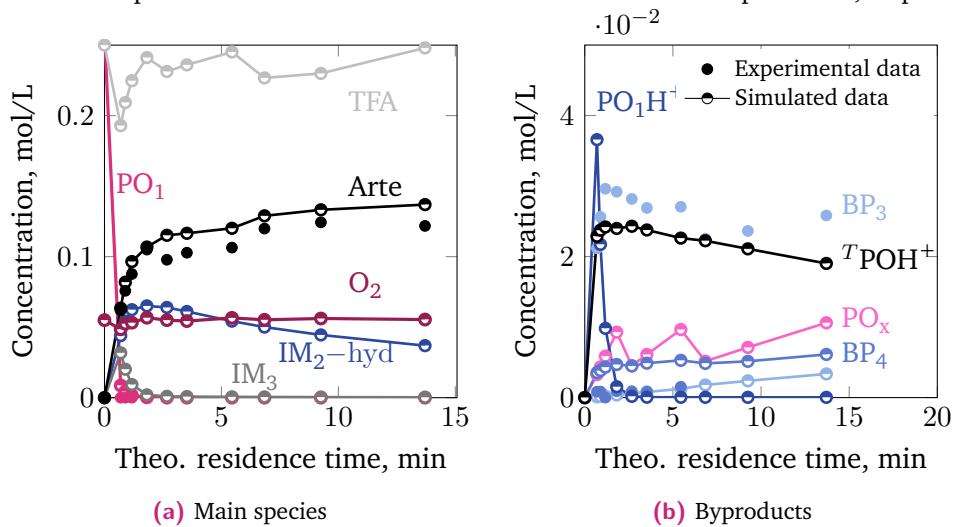 ·10⁻²
0.2
0.1
0
Concentration, mol/L
TFA
PO₁
Arte
O₂
IM₂−hyd
IM₃
0 5 10 15
Theo. residence time, min
(a) Main species
4
2
0
Concentration, mol/L
PO₁H⁺
Experimental data
Simulated data
BP₃
ᵀPOH⁺
POₓ
BP₄
0 5 10 15 20
Theo. residence time, min
(b) Byproducts